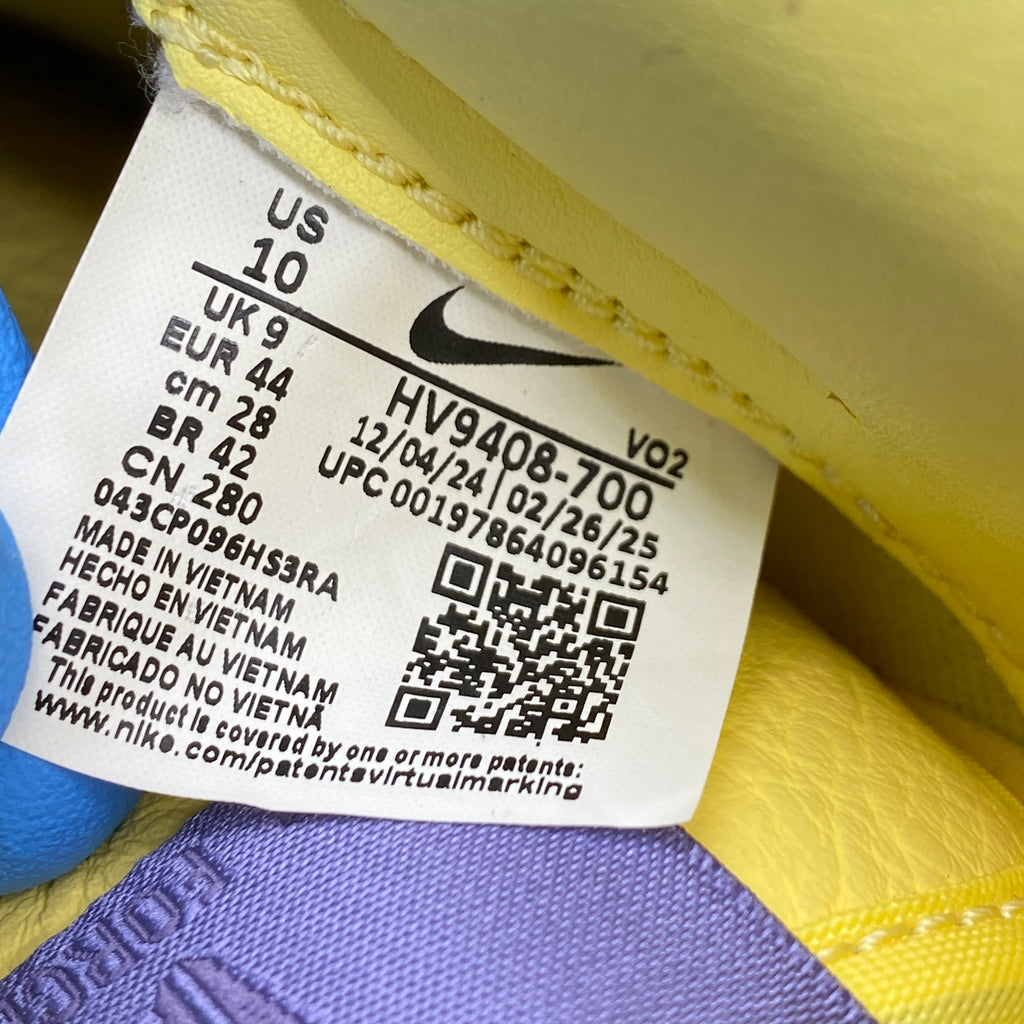 US
10
UK 9
EUR 44
cm 28
BR 42
CN 280
043CP096HS3RA
VO2
HV9408-700
12/04/24 | 02/26/25
UPC 00197864096154
MADE IN VIETNAM
HECHO EN VIETNAM
FABRIQUE AU VIETNAM
FABRICADO NO VIETNÃ
This product is covered by one or more patents:
www.nike.com/patentsvirtualmarking
FORC